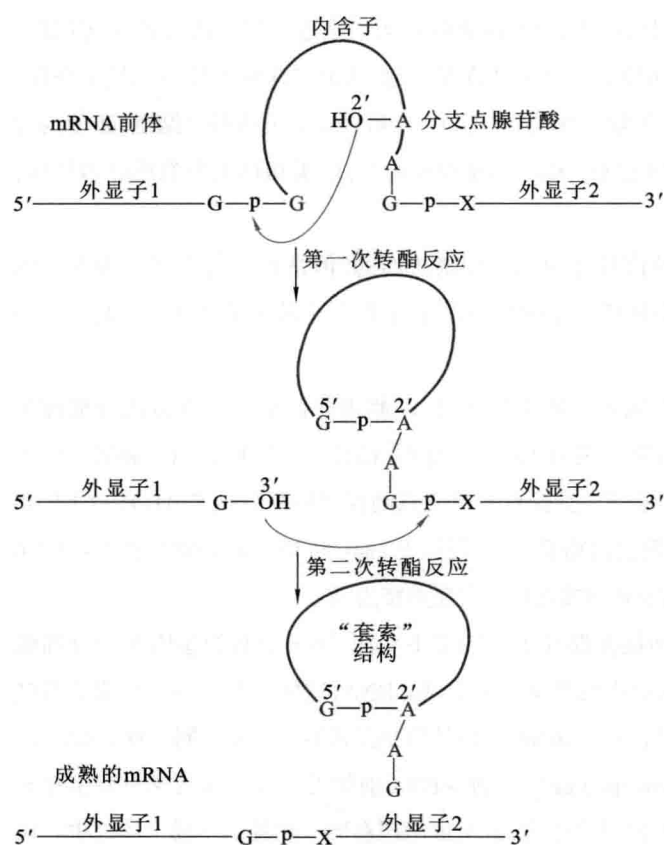 内含子
2′
HO—A 分支点腺苷酸
mRNA前体
A
5′ 外显子1 G—p—G G—p—X 外显子2 3′
第一次转酯反应
5′ 2′
G—p—A
A
5′ 外显子1 G—OH 3′ G—p—X 外显子2 3′
第二次转酯反应
“套索”
结构
5′ 2′
G—p—A
A
成熟的mRNA G
5′ 外显子1 G—p—X 外显子2 3′